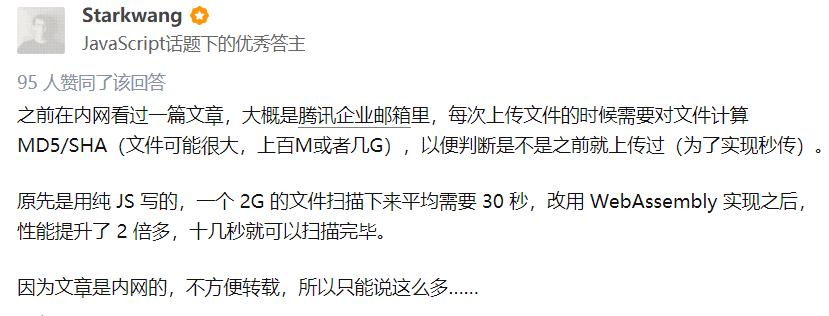 Starkwang
JavaScript话题下的优秀答主
95 人赞同了该回答
之前在内网看过一篇文章，大概是腾讯企业邮箱里，每次上传文件的时候需要对文件计算
MD5/SHA（文件可能很大，上百M或者几G），以便判断是不是之前就上传过（为了实现秒传）。
原先是用纯 JS 写的，一个 2G 的文件扫描下来平均需要 30 秒，改用 WebAssembly 实现之后，
性能提升了 2 倍多，十几秒就可以扫描完毕。
因为文章是内网的，不方便转载，所以只能说这么多......